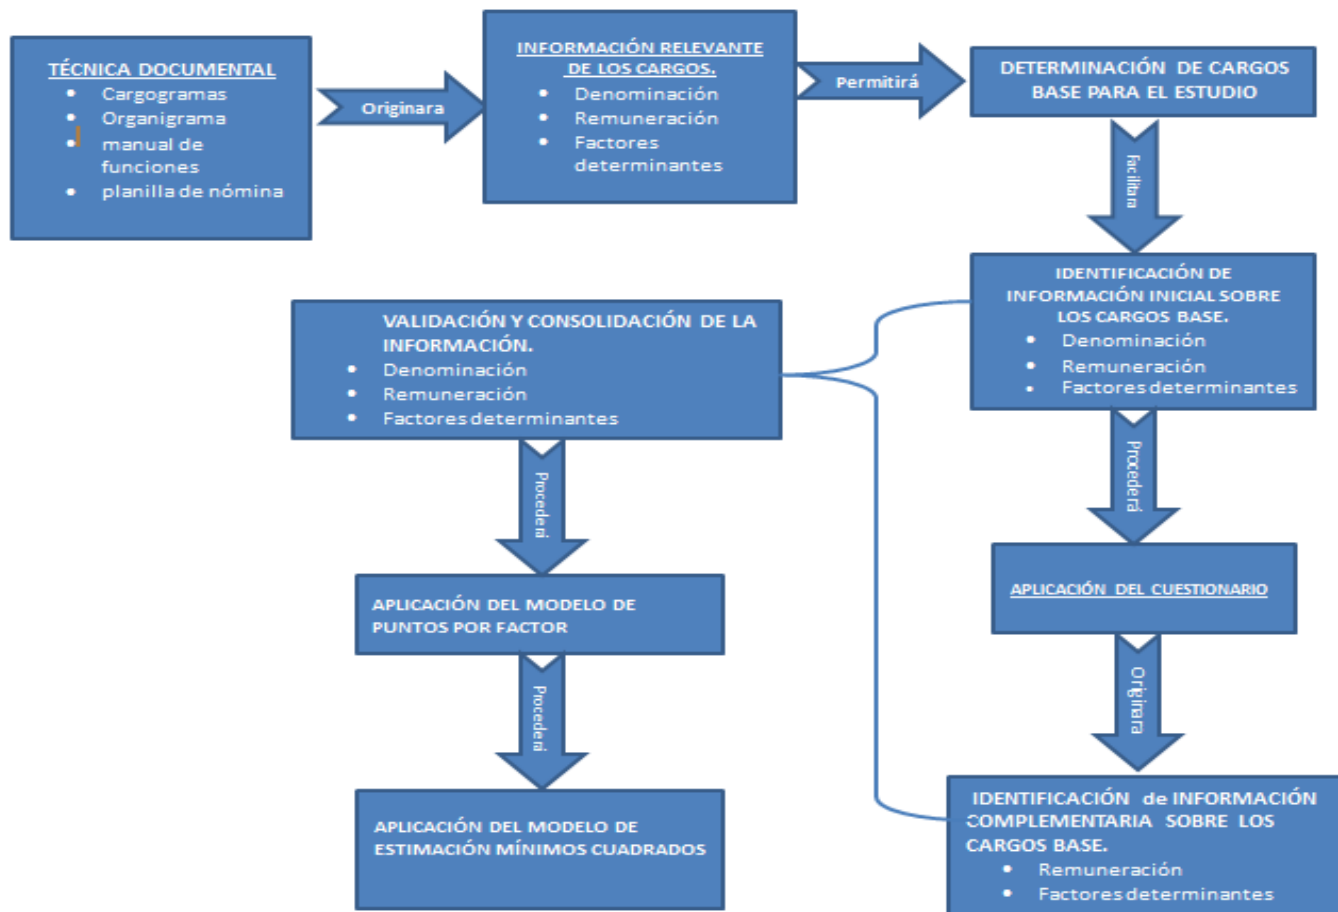 TÉCNICA DOCUMENTAL
• Cargogramas
• Organigrama
• manual de
funciones
• planilla de nómina
Originara
INFORMACIÓN RELEVANTE
DE LOS CARGOS.
• Denominación
• Remuneración
• Factores
determinantes
Permitirá
DETERMINACIÓN DE CARGOS
BASE PARA EL ESTUDIO
Facilitara
IDENTIFICACIÓN DE
INFORMACIÓN INICIAL SOBRE
LOS CARGOS BASE.
• Denominación
• Remuneración
• Factores determinantes
Procederá
APLICACIÓN DEL CUESTIONARIO
Originara
IDENTIFICACIÓN de INFORMACIÓN
COMPLEMENTARIA SOBRE LOS
CARGOS BASE.
• Remuneración
• Factores determinantes
VALIDACIÓN Y CONSOLIDACIÓN DE LA
INFORMACIÓN.
• Denominación
• Remuneración
• Factores determinantes
Procederá
APLICACIÓN DEL MODELO DE
PUNTOS POR FACTOR
Procederá
APLICACIÓN DEL MODELO DE
ESTIMACIÓN MÍNIMOS CUADRADOS